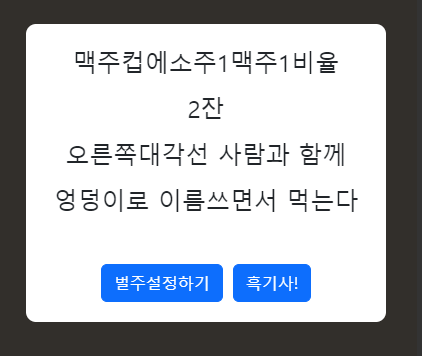 맥주컵에소주1맥주1비율
2잔
오른쪽대각선 사람과 함께
엉덩이로 이름쓰면서 먹는다
별주설정하기 흑기사!